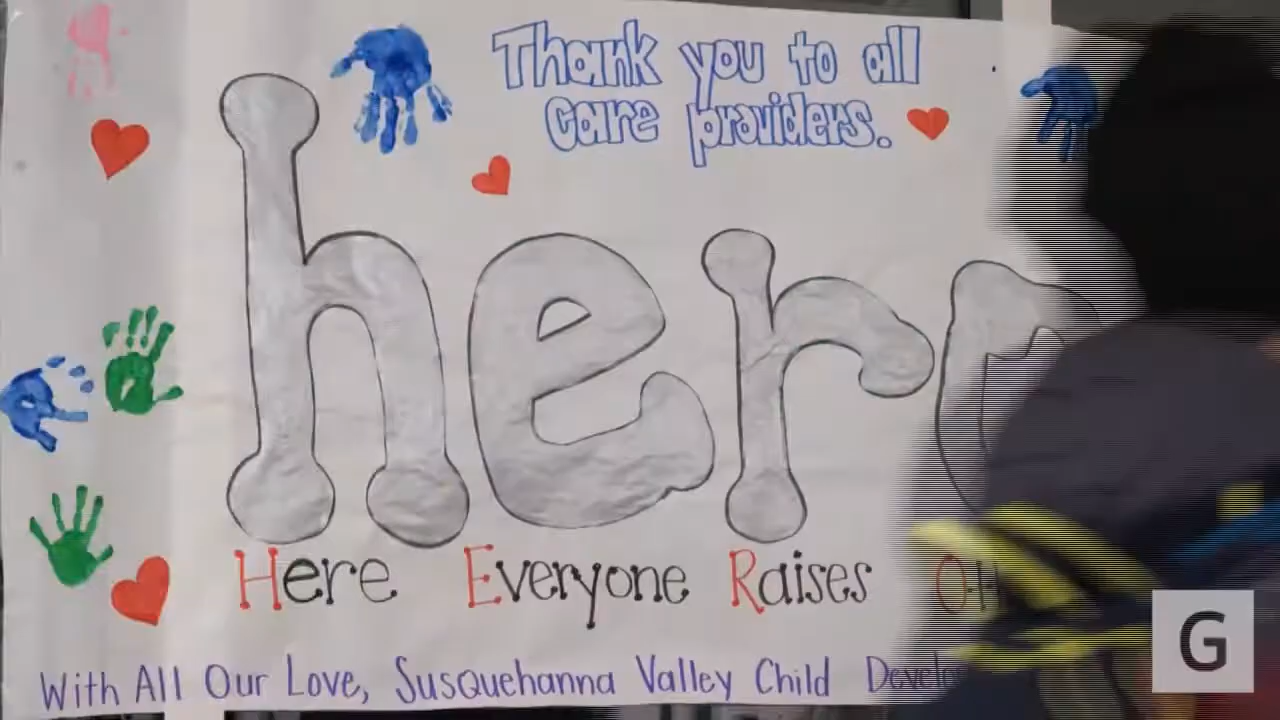 Thank you to all
care providers.
her
Here Everyone Raises
With All Our Love, Susquehanna Valley Child
G